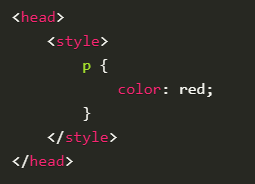 <head>
    <style>
        p {
            color: red;
        }
    </style>
</head>